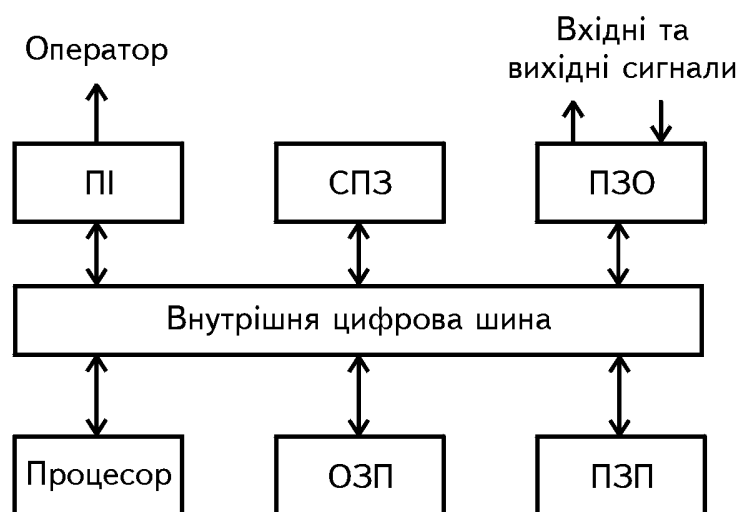 Оператор
Вхідні та
вихідні сигнали
ПІ
СПЗ
ПЗО
Внутрішня цифрова шина
Процесор
ОЗП
ПЗП